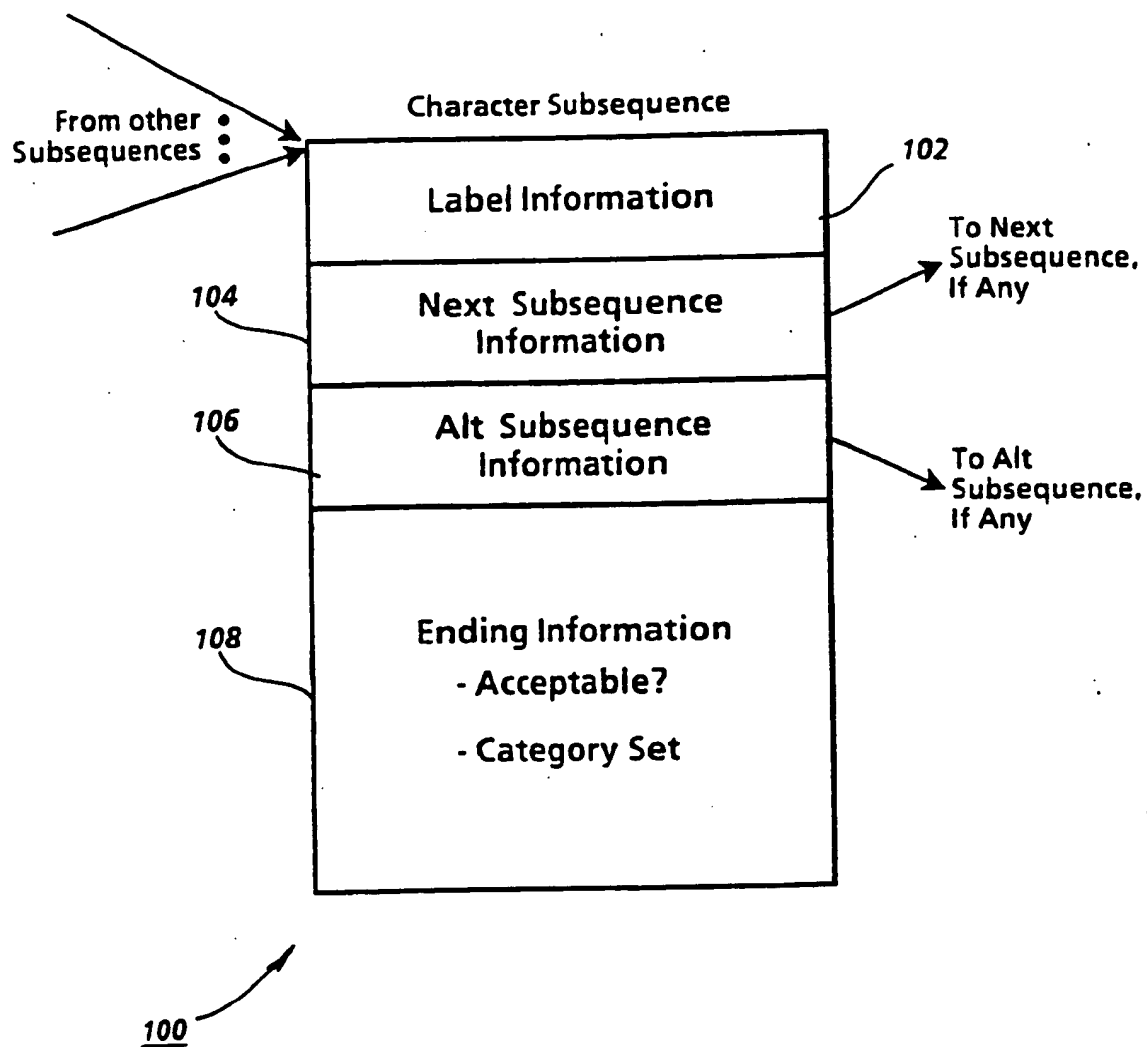 Character Subsequence
From other
Subsequences
102
Label Information
To Next
Subsequence,
If Any
104
Next Subsequence
Information
106
Alt Subsequence
Information
To Alt
Subsequence,
If Any
108
Ending Information
- Acceptable?
- Category Set
100